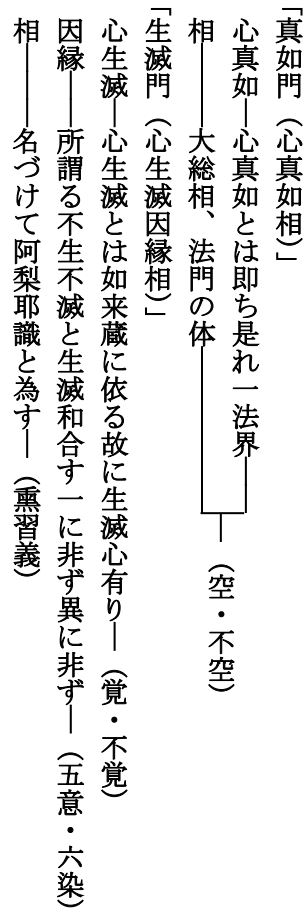 「真如門（心真如相）」
心真如―心真如とは即ち是れ一法界――┬―（空・不空）
相―――大総相、法門の体――――――┘
「生滅門（心生滅因縁相）」
心生滅―心生滅とは如来蔵に依る故に生滅心有り―（覚・不覚）
因縁――所謂る不生不滅と生滅和合す一に非ず異に非ず―（五意・六染）
相―――名づけて阿梨耶識と為す―（熏習義）